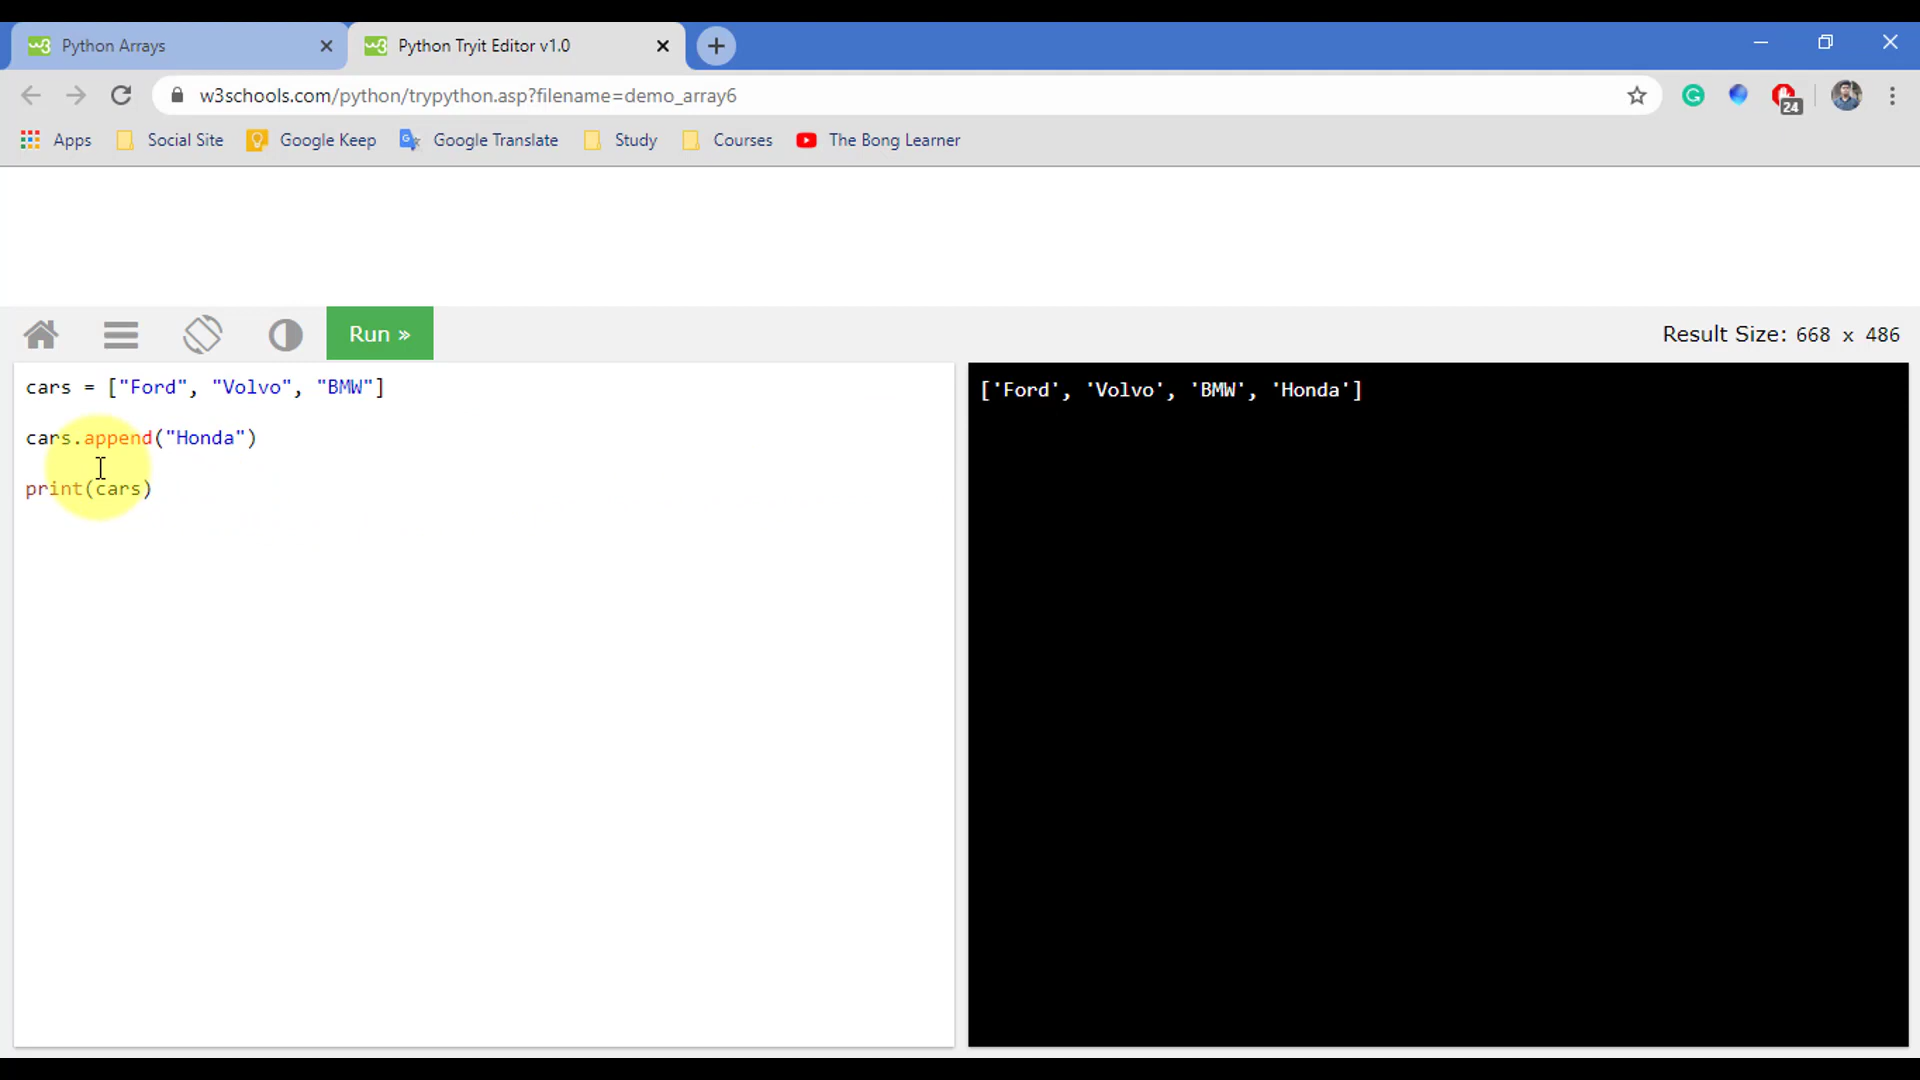 Python Arrays
Python Tryit Editor v1.0
w3schools.com/python/trypython.asp?filename=demo_array6
24
Apps
Social Site
Google Keep
Google Translate
Study
Courses
The Bong Learner
Run »
Result Size: 668 x 486
cars = ["Ford", "Volvo", "BMW"]
cars.append("Honda")
print(cars)
['Ford', 'Volvo', 'BMW', 'Honda']